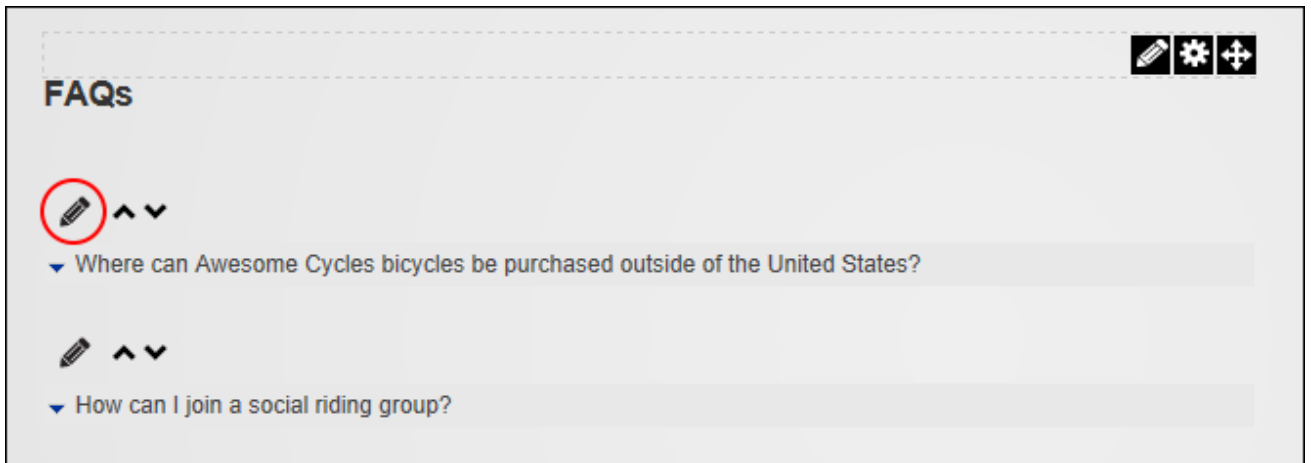 FAQs
Where can Awesome Cycles bicycles be purchased outside of the United States?
How can I join a social riding group?